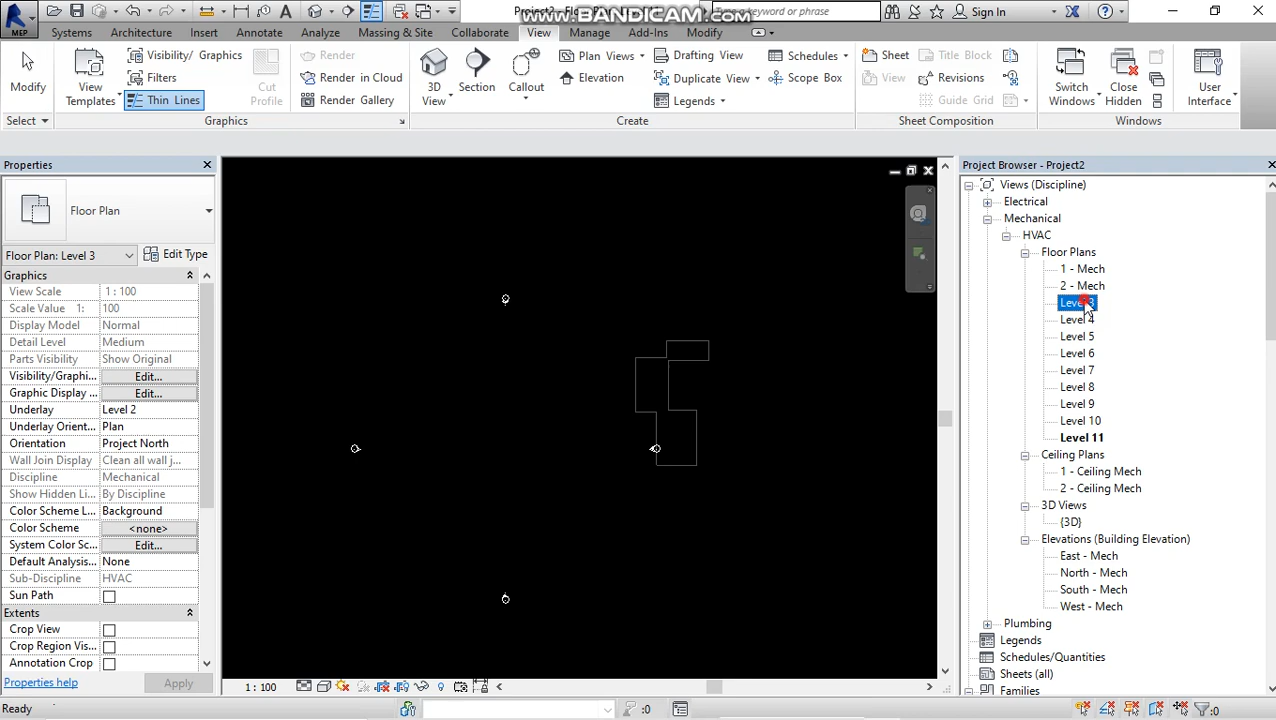 Project2
www.BANDICAM.com
Type a keyword or phrase
Sign In
MEP
Systems
Architecture
Insert
Annotate
Analyze
Massing & Site
Collaborate
View
Manage
Add-Ins
Modify
Modify
View
Templates
Visibility/ Graphics
Filters
Thin Lines
Cut
Profile
Render
Render in Cloud
Render Gallery
3D
View
Section
Callout
Plan Views
Elevation
Drafting View
Duplicate View
Legends
Schedules
Scope Box
Sheet
View
Title Block
Revisions
Guide Grid
Switch
Windows
Close
Hidden
User
Interface
Select
Graphics
Create
Sheet Composition
Windows
Properties
Floor Plan
Floor Plan: Level 3
Edit Type
Graphics
View Scale 1 : 100
Scale Value 1: 100
Display Model Normal
Detail Level Medium
Parts Visibility Show Original
Visibility/Graphi... Edit...
Graphic Display ... Edit...
Underlay Level 2
Underlay Orient... Plan
Orientation Project North
Wall Join Display Clean all wall j...
Discipline Mechanical
Show Hidden Li... By Discipline
Color Scheme L... Background
Color Scheme <none>
System Color Sc... Edit...
Default Analysis... None
Sub-Discipline HVAC
Sun Path
Extents
Crop View
Crop Region Vis...
Annotation Crop
Properties help
Apply
Project Browser - Project2
Views (Discipline)
Electrical
Mechanical
HVAC
Floor Plans
1 - Mech
2 - Mech
Level 3
Level 4
Level 5
Level 6
Level 7
Level 8
Level 9
Level 10
Level 11
Ceiling Plans
1 - Ceiling Mech
2 - Ceiling Mech
3D Views
{3D}
Elevations (Building Elevation)
East - Mech
North - Mech
South - Mech
West - Mech
Plumbing
Legends
Schedules/Quantities
Sheets (all)
Families
1 : 100
Ready
:0
:0